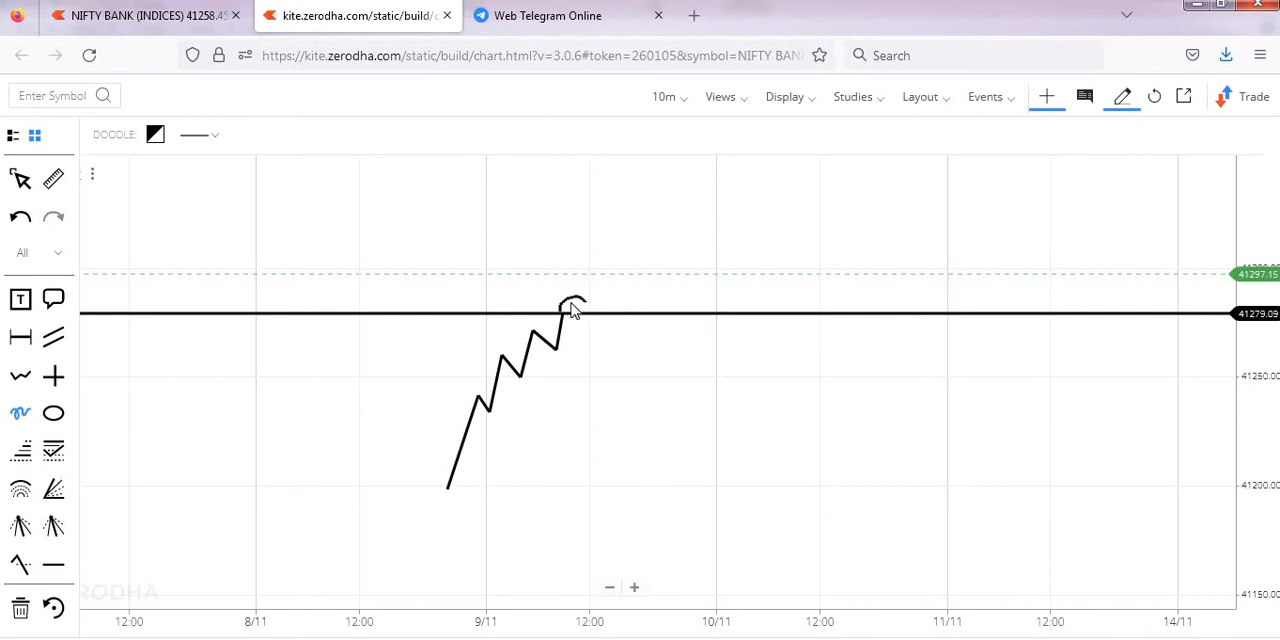 NIFTY BANK (INDICES) 41258.45
kite.zerodha.com/static/build/c
Web Telegram Online
https://kite.zerodha.com/static/build/chart.html?v=3.0.6#token=260105&symbol=NIFTY BAN
Search
Enter Symbol
10m
Views
Display
Studies
Layout
Events
Trade
DOODLE:
All
T
41297.15
41279.09
41250.00
41200.00
41150.00
ERODHA
12:00
8/11
12:00
9/11
12:00
10/11
12:00
11/11
12:00
14/11